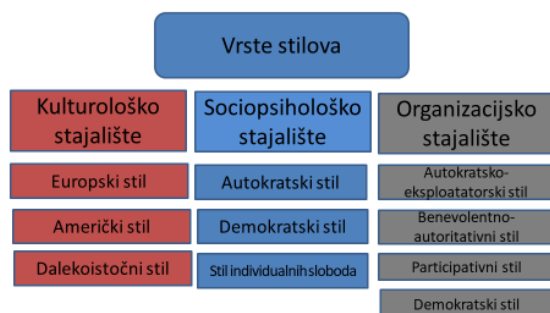 Vrste stilova
Kulturološko
stajalište
Europski stil
Američki stil
Dalekoistočni stil
Sociopsihološko
stajalište
Autokratski stil
Demokratski stil
Stil individualnih sloboda
Organizacijsko
stajalište
Autokratsko-
eksploatatorski stil
Benevolentno-
autoritativni stil
Participativni stil
Demokratski stil